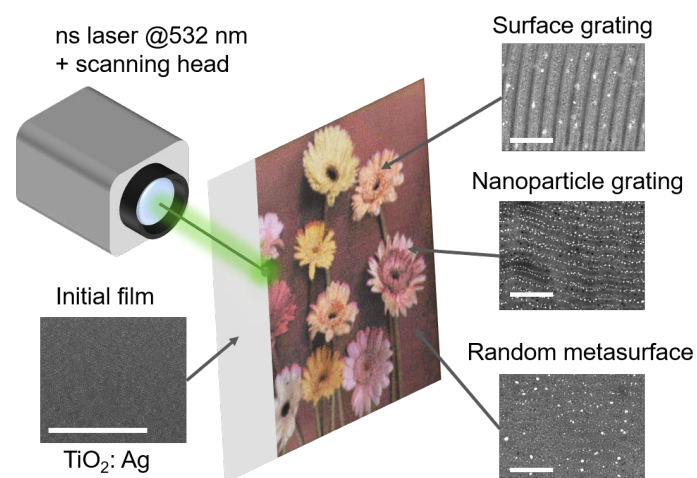 ns laser @532 nm
+ scanning head
Surface grating
Nanoparticle grating
Initial film
Random metasurface
TiO₂: Ag